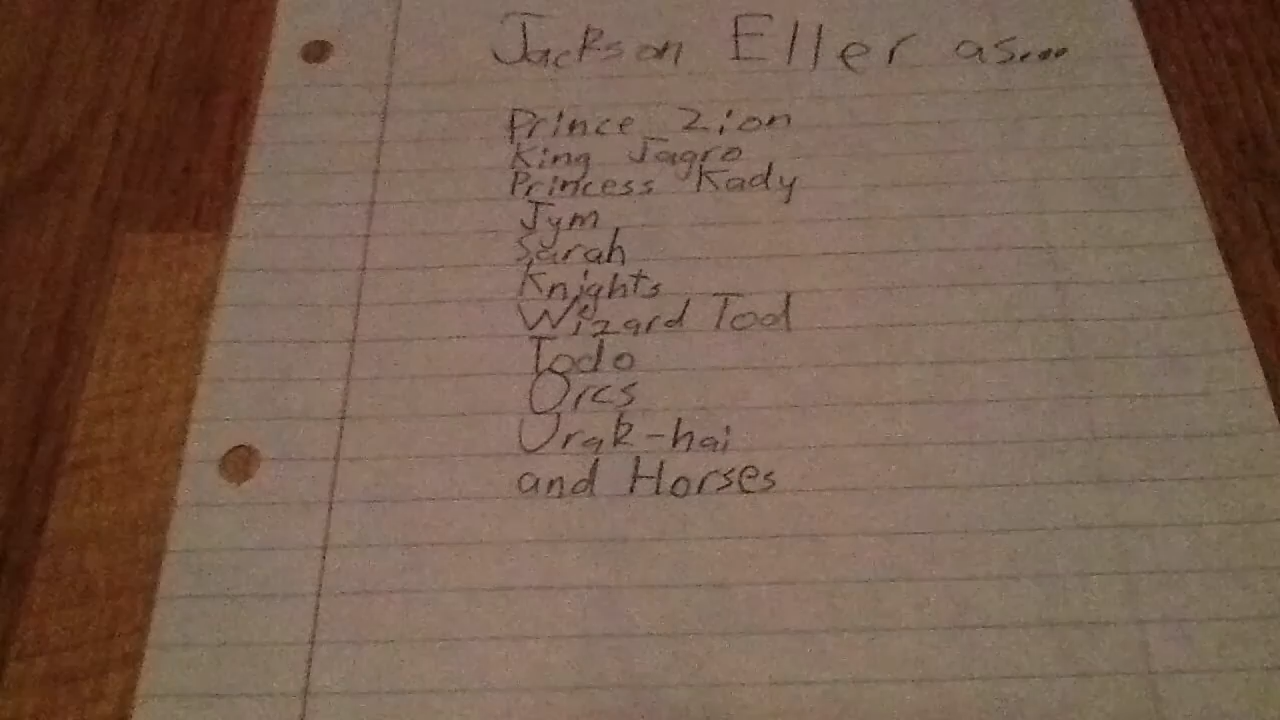 Jackson Eller as....
Prince Zion
King Jagro
Princess Kady
Jym
Sarah
Knights
Wizard Tod
Todo
Orcs
Urak-hai
and Horses